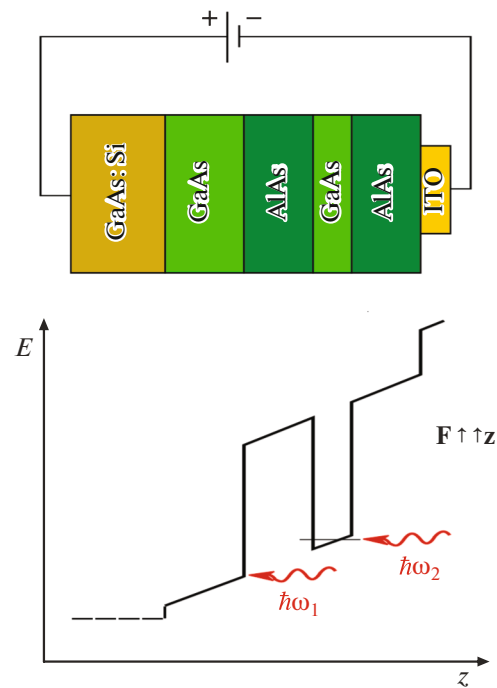 + −
GaAs: Si
GaAs
AlAs
GaAs
AlAs
ITO
E
F ↑↑z
ħω2
ħω1
z